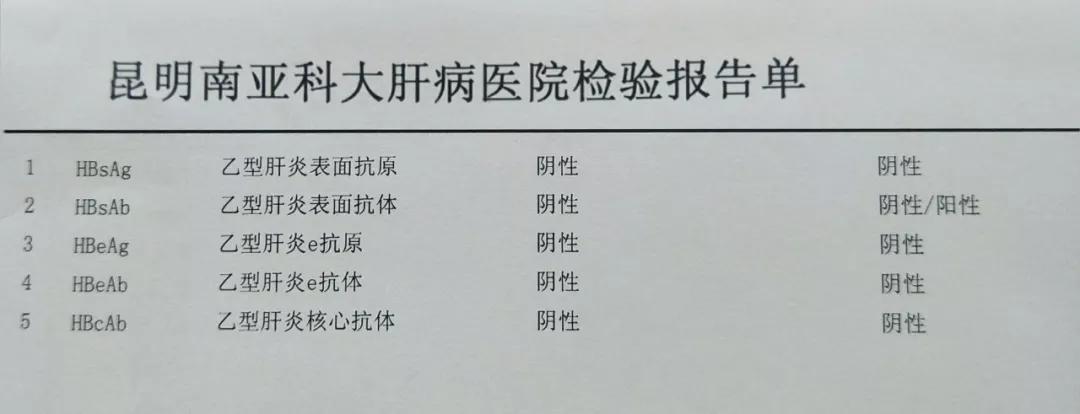 昆明南亚科大肝病医院检验报告单
1 HBsAg 乙型肝炎表面抗原 阴性 阴性
2 HBsAb 乙型肝炎表面抗体 阴性 阴性/阳性
3 HBeAg 乙型肝炎e抗原 阴性 阴性
4 HBeAb 乙型肝炎e抗体 阴性 阴性
5 HBcAb 乙型肝炎核心抗体 阴性 阴性